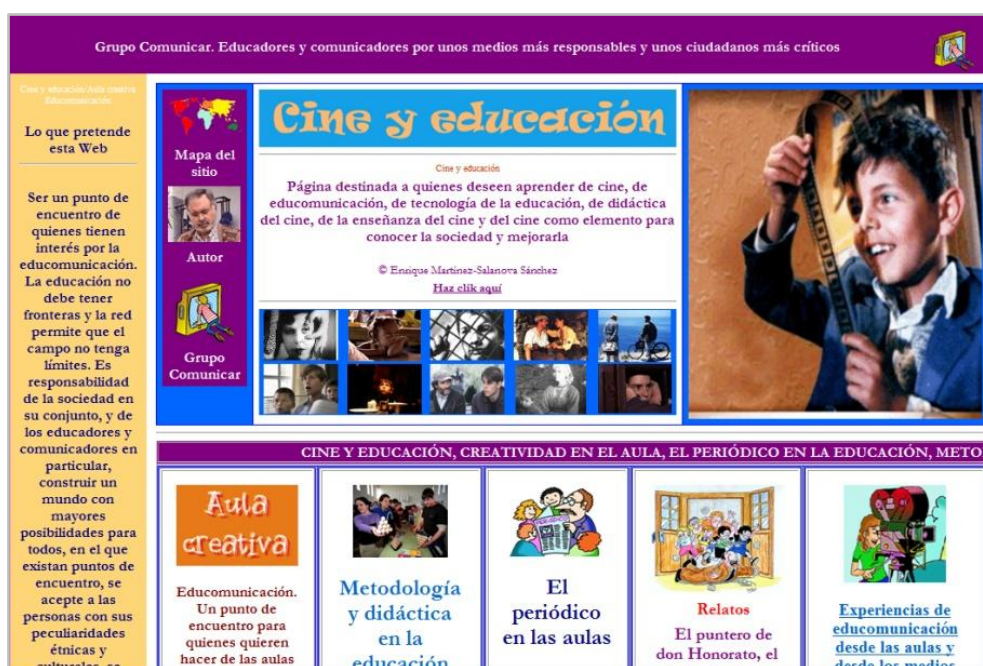 Grupo Comunicar. Educadores y comunicadores por unos medios más responsables y unos ciudadanos más críticos
Cine y educación Aula creativa
Educomunicación
Lo que pretende
esta Web
Ser un punto de
encuentro de
quienes tienen
interés por la
educomunicación.
La educación no
debe tener
fronteras y la red
permite que el
campo no tenga
límites. Es
responsabilidad
de la sociedad en
su conjunto, y de
los educadores y
comunicadores en
particular,
construir un
mundo con
mayores
posibilidades para
todos, en el que
existan puntos de
encuentro, se
acepte a las
personas con sus
peculiaridades
étnicas y
Mapa del
sitio
Autor
Grupo
Comunicar
Cine y educación
Cine y educación
Página destinada a quienes deseen aprender de cine, de
educomunicación, de tecnología de la educación, de didáctica
del cine, de la enseñanza del cine y del cine como elemento para
conocer la sociedad y mejorarla
© Enrique Martínez-Salanova Sánchez
Haz clik aquí
CINE Y EDUCACIÓN, CREATIVIDAD EN EL AULA, EL PERIÓDICO EN LA EDUCACIÓN, METO
Aula
creativa
Educomunicación.
Un punto de
encuentro para
quienes quieren
hacer de las aulas
Metodología
y didáctica
en la
educación
El
periódico
en las aulas
Relatos
El puntero de
don Honorato, el
Experiencias de
educomunicación
desde las aulas y
desde los medios